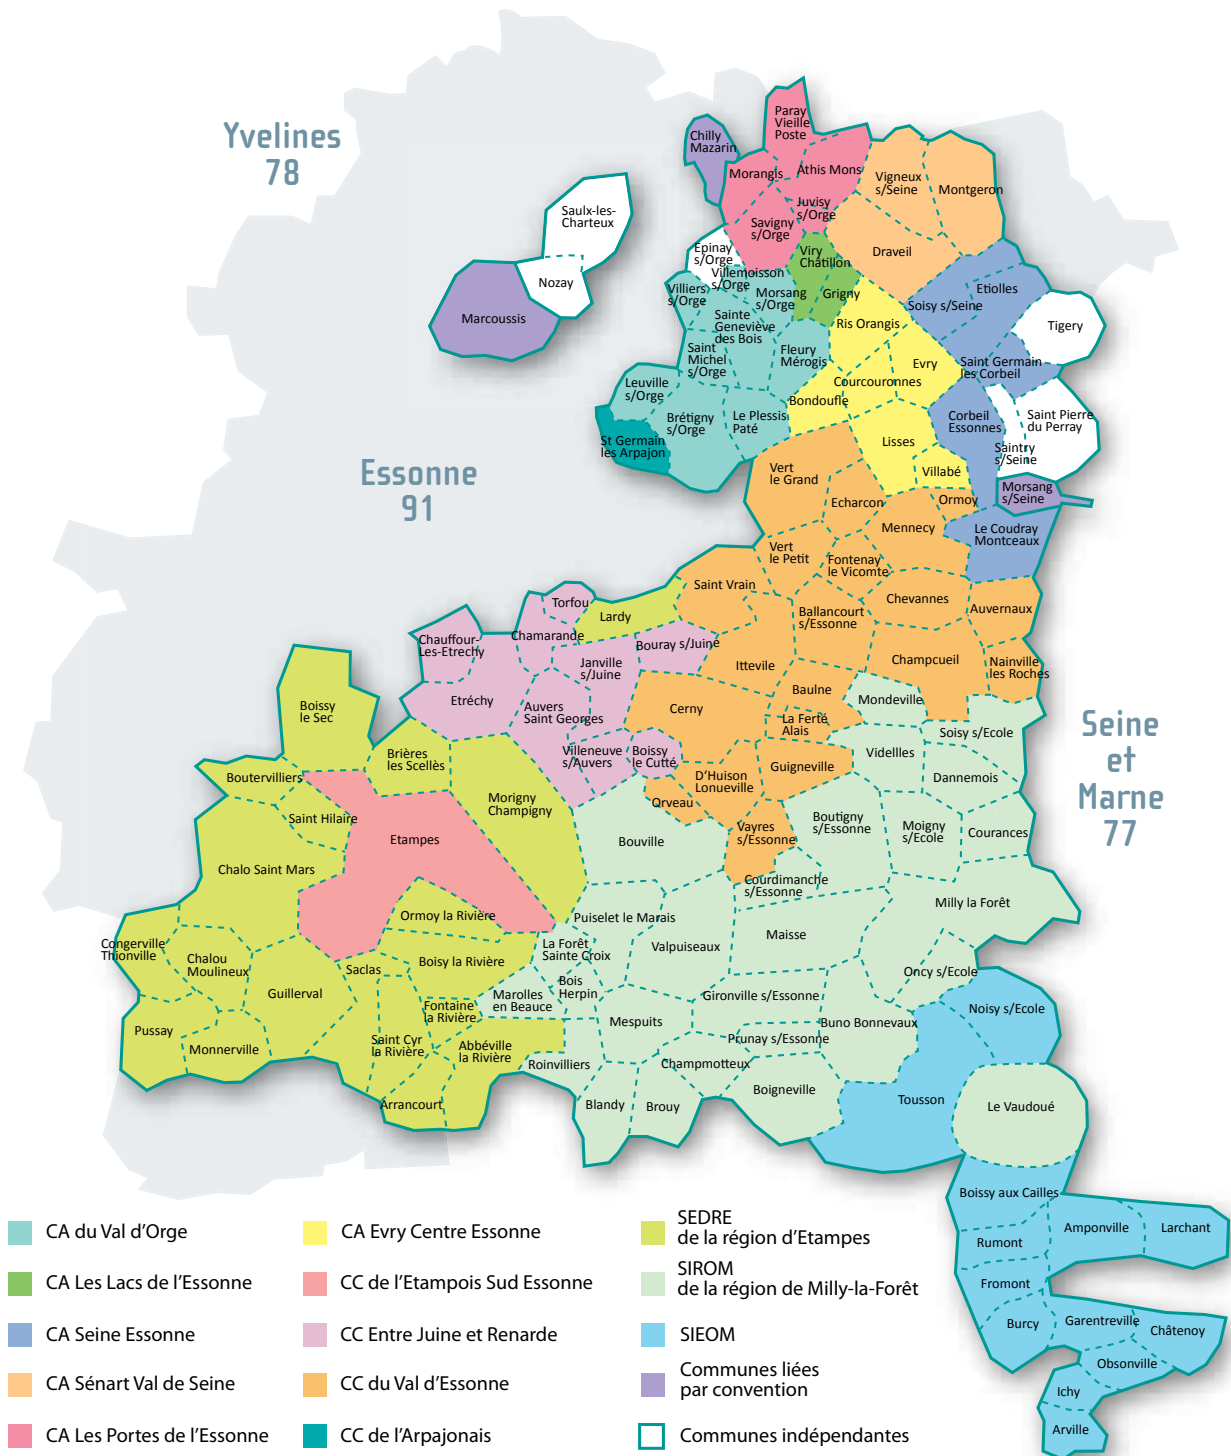 Yvelines
78
Essonne
91
Seine
et
Marne
77
Chilly
Mazarin
Paray
Vieille
Poste
Morangis
Athis Mons
Juvisy
s/Orge
Savigny
s/Orge
Vigneux
s/Seine
Montgeron
Draveil
Saulx-les-
Charteux
Nozay
Marcoussis
Epinay
s/Orge
Viry
Châtillon
Grigny
Villemoisson
s/Orge
Villiers
s/Orge
Morsang
s/Orge
Sainte
Geneviève
des Bois
Saint
Michel
s/Orge
Fleury
Mérogis
Leuville
s/Orge
Brétigny
s/Orge
Le Plessis
Paté
St Germain
les Arpajon
Ris Orangis
Evry
Courcouronnes
Bondoufle
Lisses
Villabé
Soisy s/Seine
Etiolles
Tigery
Saint Germain
les Corbeil
Corbeil
Essonnes
Saint Pierre
du Perray
Saintry
s/Seine
Morsang
s/Seine
Le Coudray
Montceaux
Vert
le Grand
Echarcon
Ormoy
Mennecy
Vert
le Petit
Fontenay
le Vicomte
Saint Vrain
Ballancourt
s/Essonne
Chevannes
Auvernaux
Champcueil
Nainville
les Roches
Itteville
Baulne
Cerny
La Ferté
Alais
Guigneville
D'Huison
Lonueville
Orveau
Vayres
s/Essonne
Torfou
Lardy
Chamarande
Chauffour-
Les-Etrechy
Bouray s/Juine
Janville
s/Juine
Etréchy
Auvers
Saint Georges
Villeneuve
s/Auvers
Boissy
le Cutté
Boissy
le Sec
Brières
les Scellès
Boutervilliers
Saint Hilaire
Morigny
Champigny
Etampes
Chalo Saint Mars
Ormoy la Rivière
Congerville
Thionville
Chalou
Moulineux
Guillerval
Saclas
Boisy la Rivière
Fontaine
la Rivière
Pussay
Monnerville
Saint Cyr
la Rivière
Abbéville
la Rivière
Arrancourt
Mondeville
Soisy s/Ecole
Videllles
Dannemois
Boutigny
s/Essonne
Moigny
s/Ecole
Courances
Bouville
Courdimanche
s/Essonne
Milly la Forêt
Puiselet le Marais
Maisse
La Forêt
Sainte Croix
Valpuiseaux
Oncy s/Ecole
Bois
Herpin
Marolles
en Beauce
Gironville s/Essonne
Mespuits
Buno Bonnevaux
Prunay s/Essonne
Roinvilliers
Champmotteux
Boigneville
Blandy
Brouy
Noisy s/Ecole
Tousson
Le Vaudoué
Boissy aux Cailles
Amponville
Larchant
Rumont
Fromont
Burcy
Garentreville
Châtenoy
Obsonville
Ichy
Arville
CA du Val d'Orge
CA Les Lacs de l'Essonne
CA Seine Essonne
CA Sénart Val de Seine
CA Les Portes de l'Essonne
CA Evry Centre Essonne
CC de l'Etampois Sud Essonne
CC Entre Juine et Renarde
CC du Val d'Essonne
CC de l'Arpajonais
SEDRE
de la région d'Etampes
SIROM
de la région de Milly-la-Forêt
SIEOM
Communes liées
par convention
Communes indépendantes